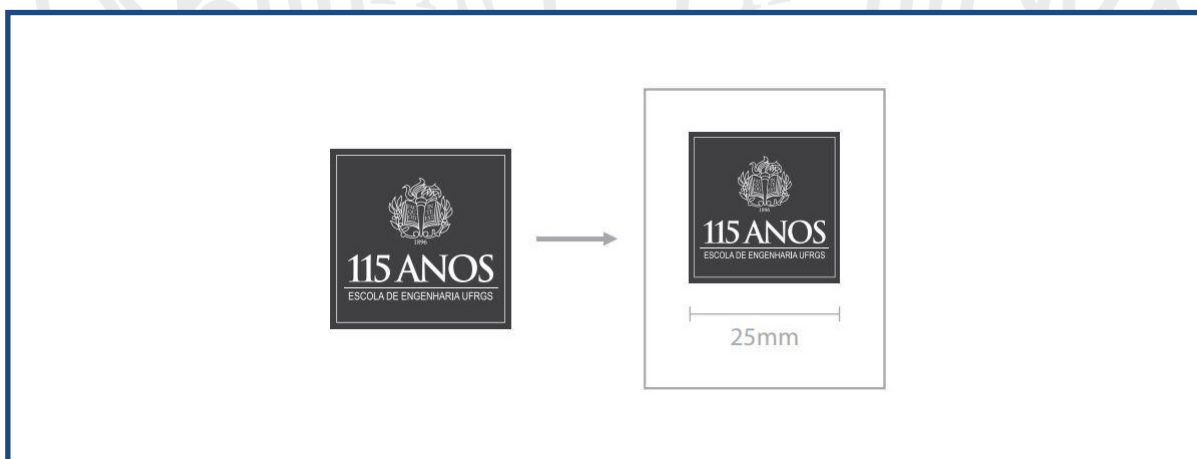 1896
115 ANOS
ESCOLA DE ENGENHARIA UFRGS
1896
115 ANOS
ESCOLA DE ENGENHARIA UFRGS
25mm